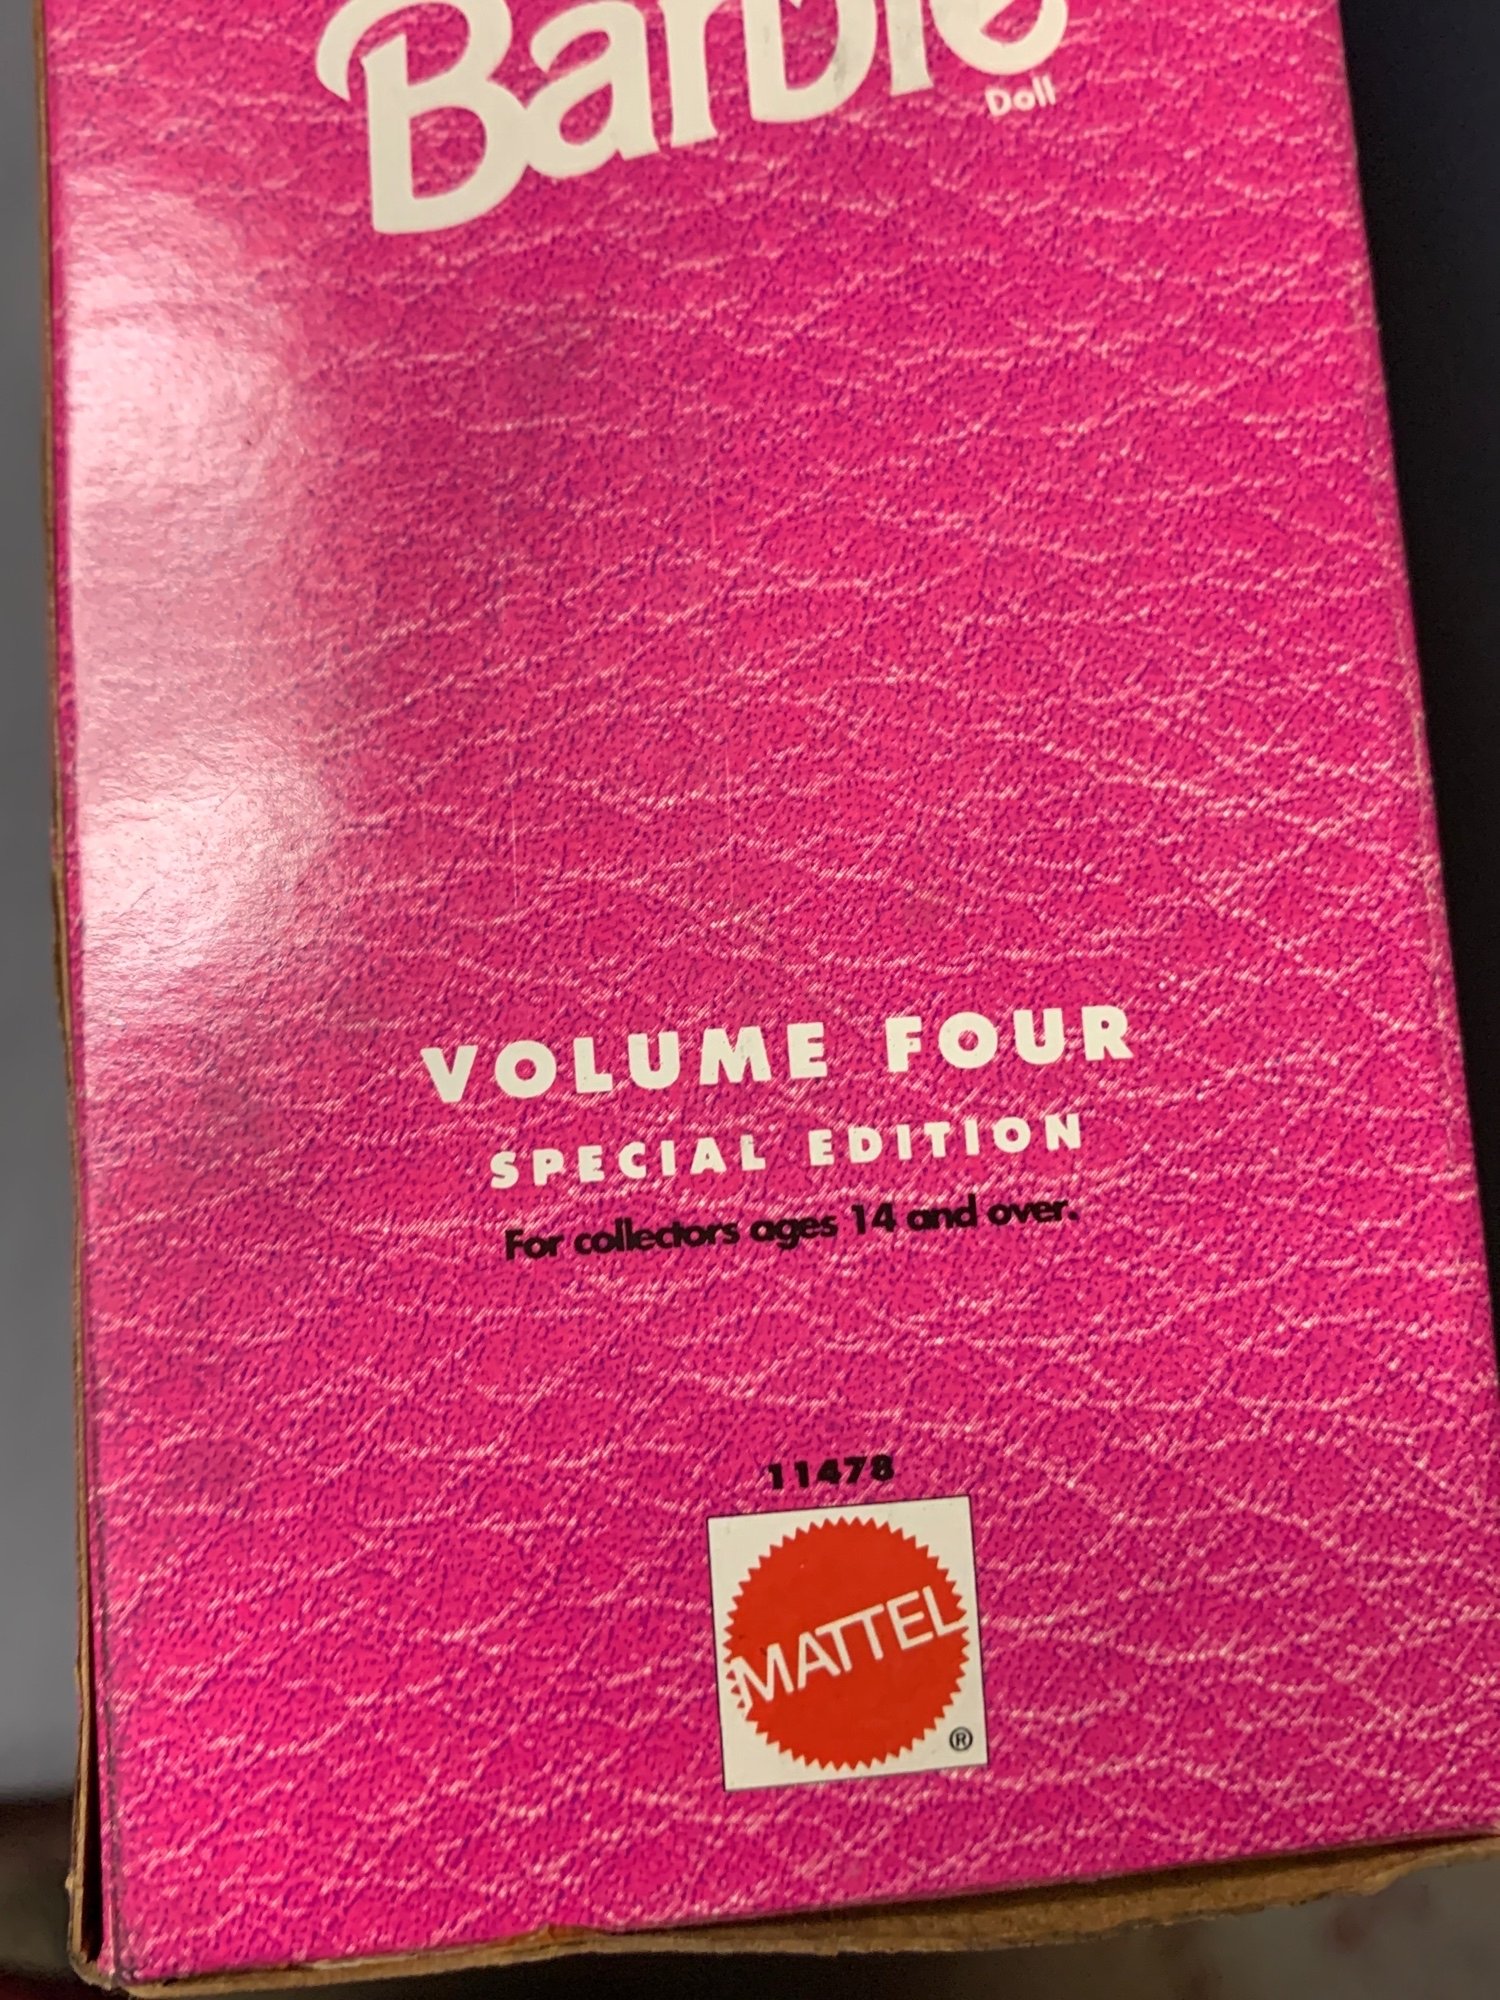 Barbie
Doll
VOLUME FOUR
SPECIAL EDITION
For collectors ages 14 and over.
11478
MATTEL
®